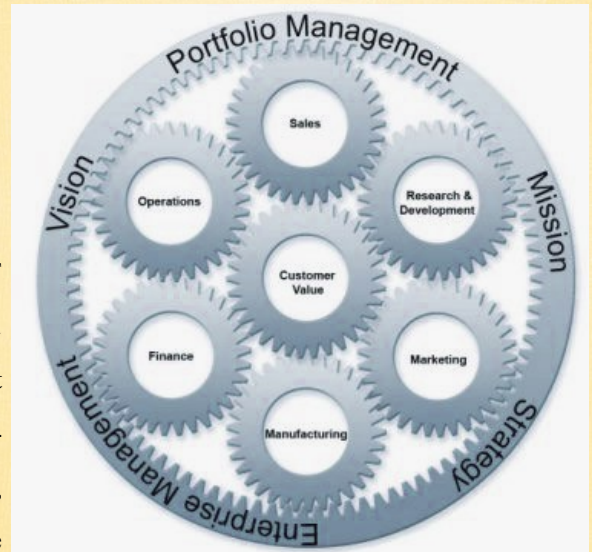 Portfolio Management
Mission
Strategy
Enterprise Management
Vision
Sales
Research &
Development
Marketing
Manufacturing
Finance
Operations
Customer
Value